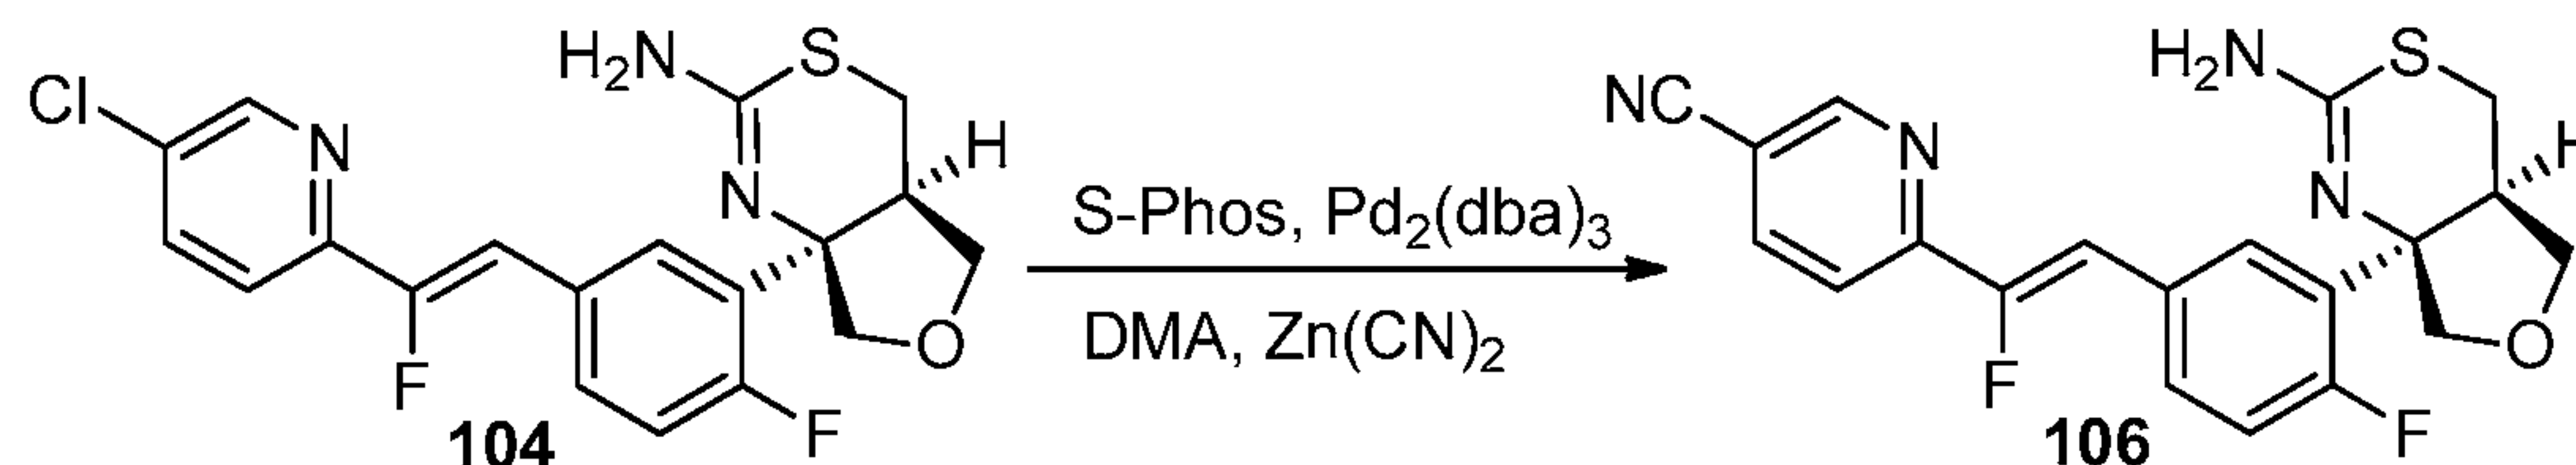 H₂N S
Cl N H
N
S-Phos, Pd₂(dba)₃
DMA, Zn(CN)₂
O
F
F
104
H₂N S
NC N H
N
O
F
F
106